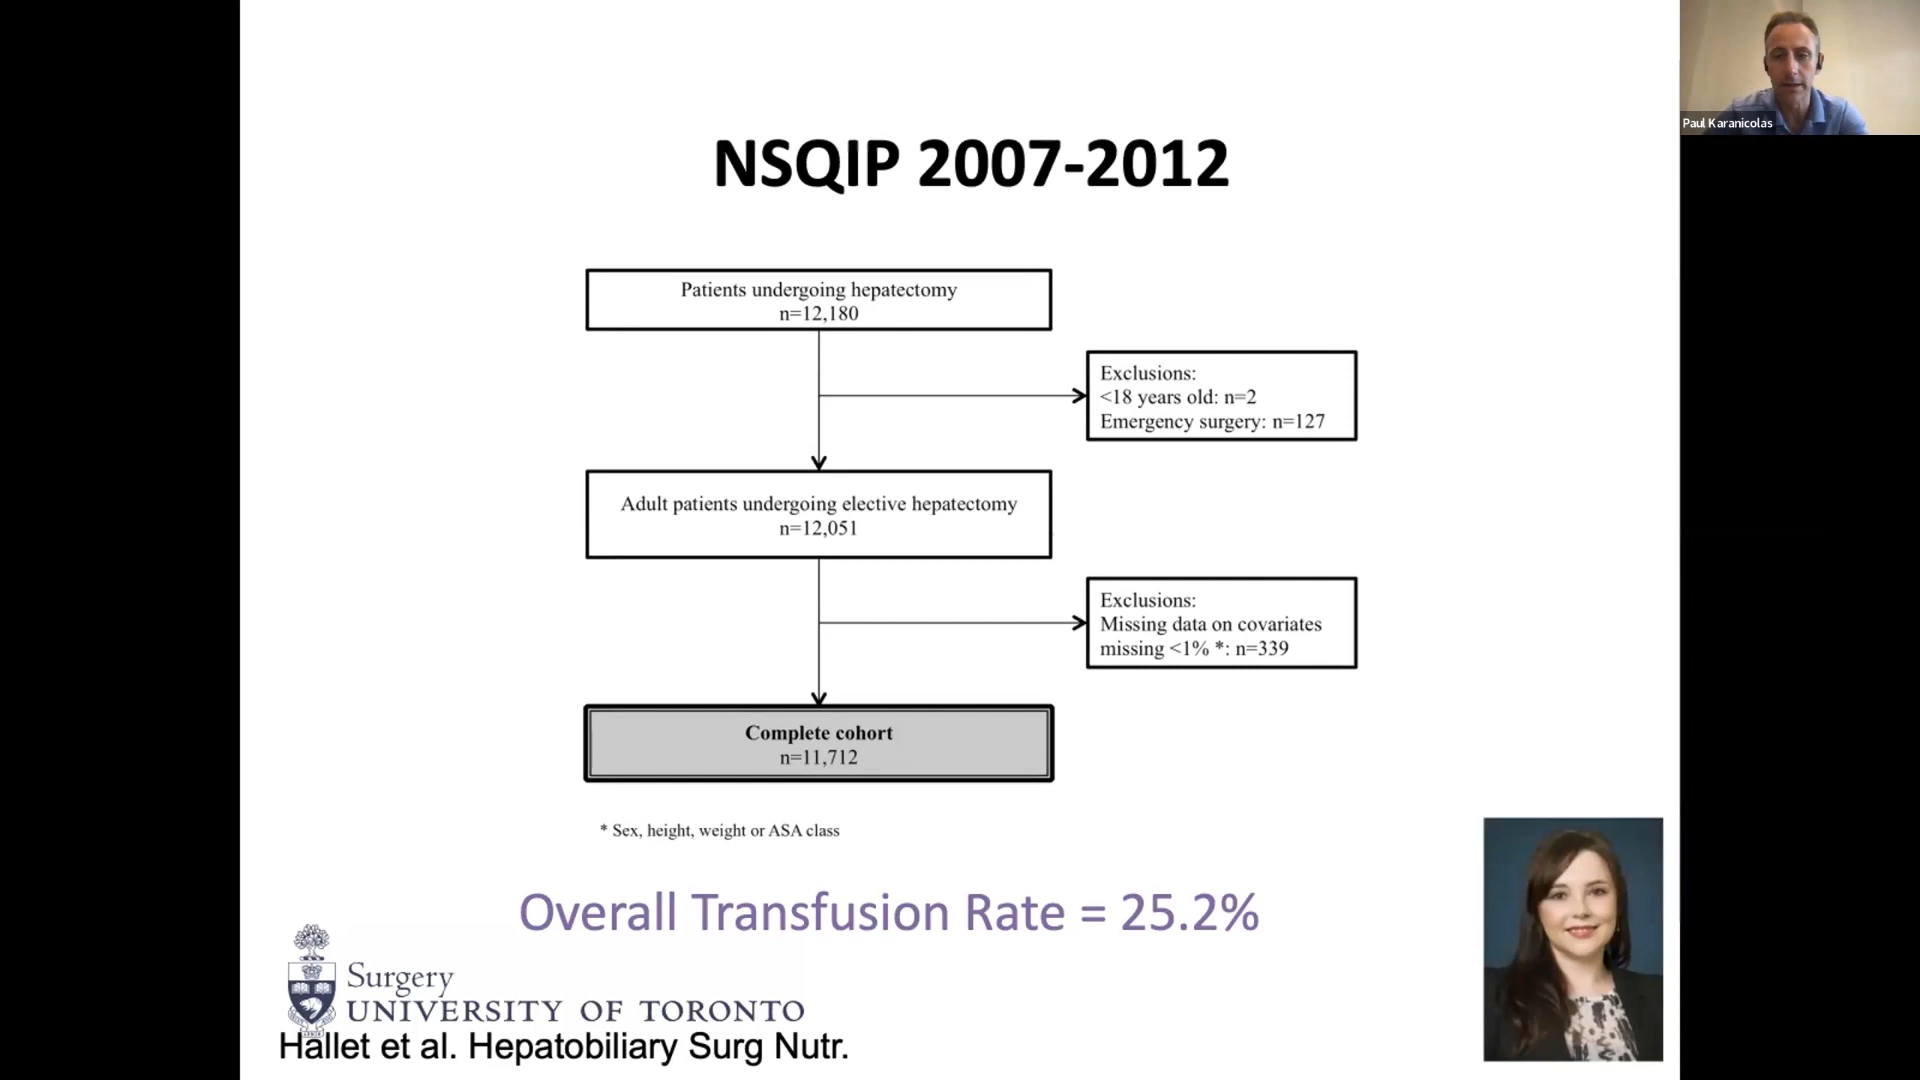 Paul Karanicolas
NSQIP 2007-2012
Patients undergoing hepatectomy
n=12,180
Exclusions:
<18 years old: n=2
Emergency surgery: n=127
Adult patients undergoing elective hepatectomy
n=12,051
Exclusions:
Missing data on covariates
missing <1% *: n=339
Complete cohort
n=11,712
* Sex, height, weight or ASA class
Overall Transfusion Rate = 25.2%
Surgery
UNIVERSITY OF TORONTO
Hallet et al. Hepatobiliary Surg Nutr.